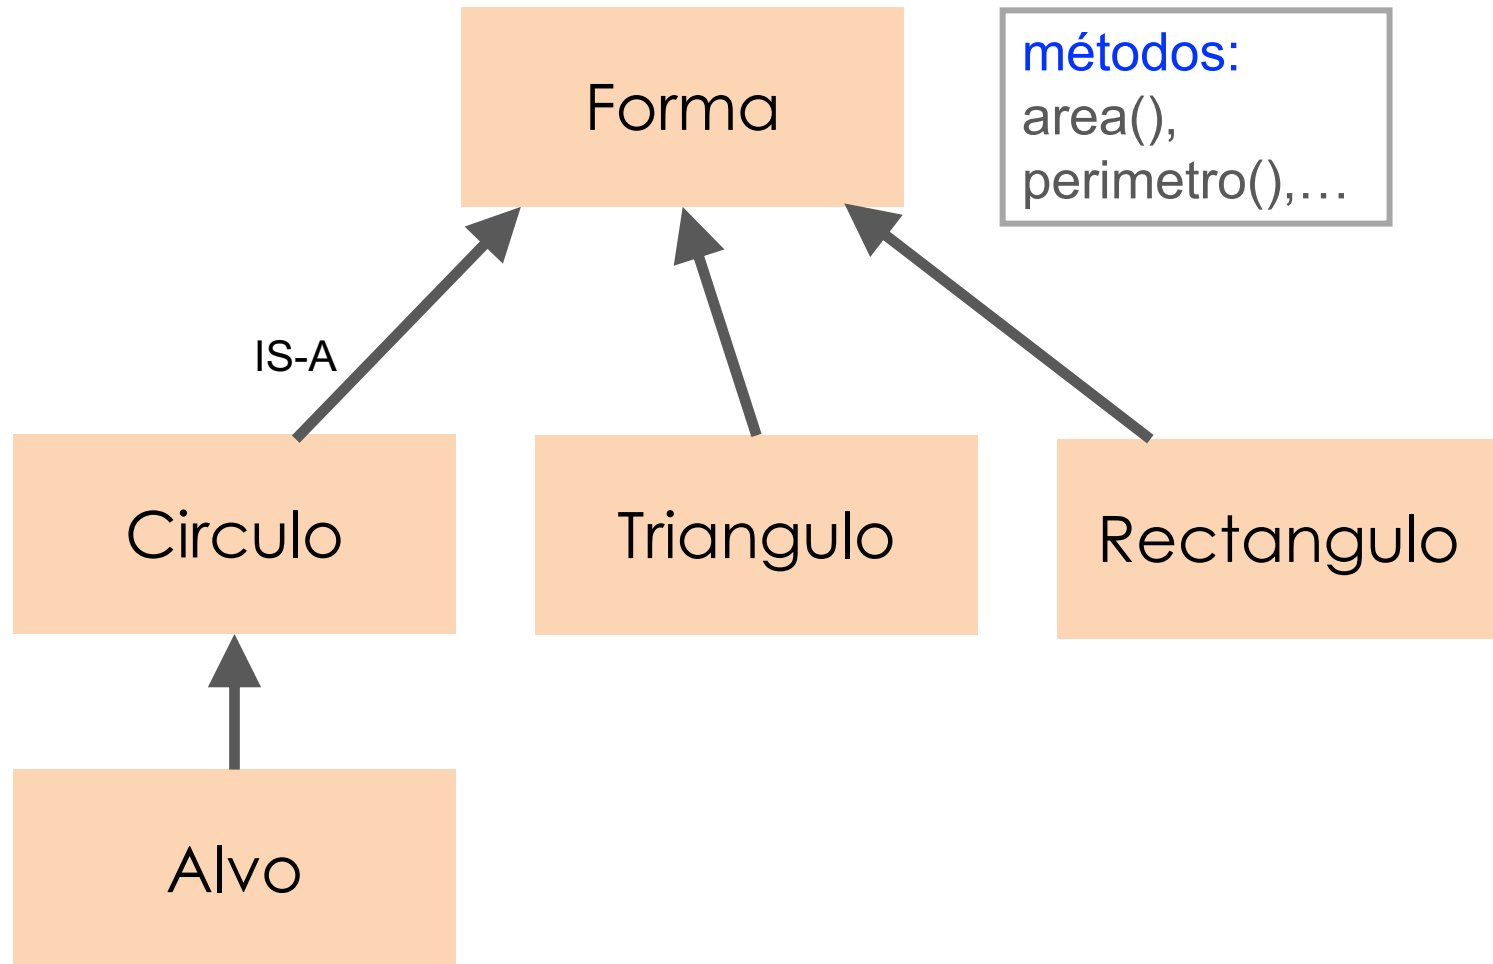 Forma
métodos:
area(),
perimetro(),…
IS-A
Circulo
Triangulo
Rectangulo
Alvo